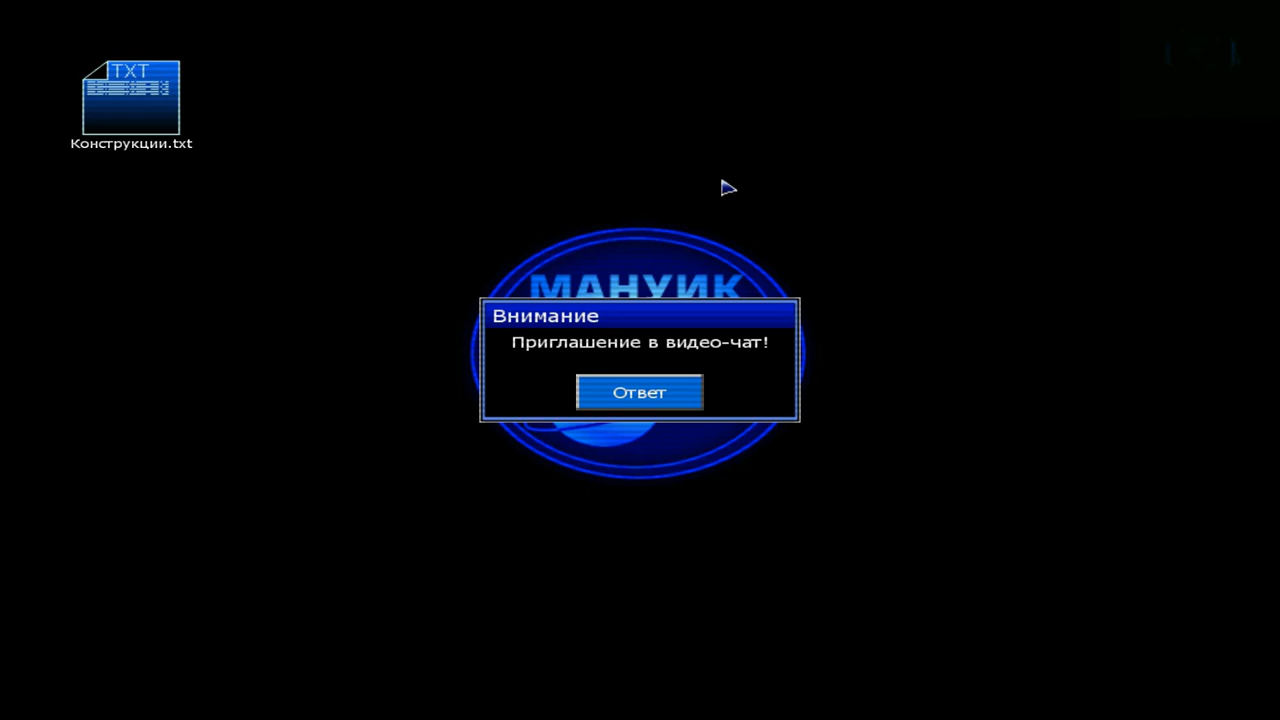 TXT
Конструкции.txt
МАНУИК
Внимание
Приглашение в видео-чат!
Ответ